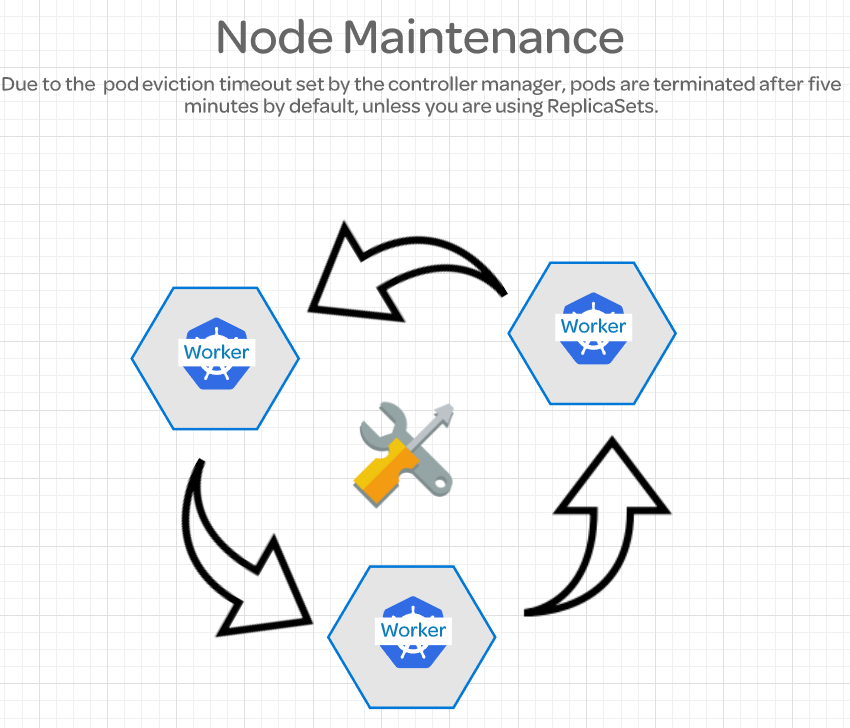 Node Maintenance
Due to the pod eviction timeout set by the controller manager, pods are terminated after five
minutes by default, unless you are using ReplicaSets.
Worker
Worker
Worker